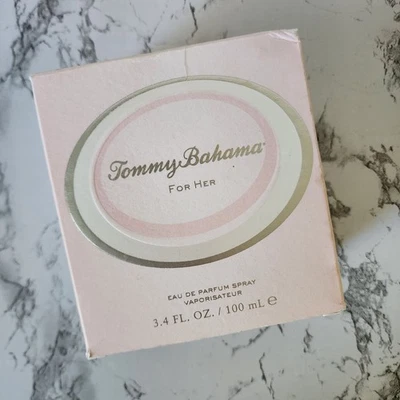 Tommy Bahama
FOR HER
EAU DE PARFUM SPRAY
VAPORISATEUR
3.4 FL. OZ. / 100 mL ℮